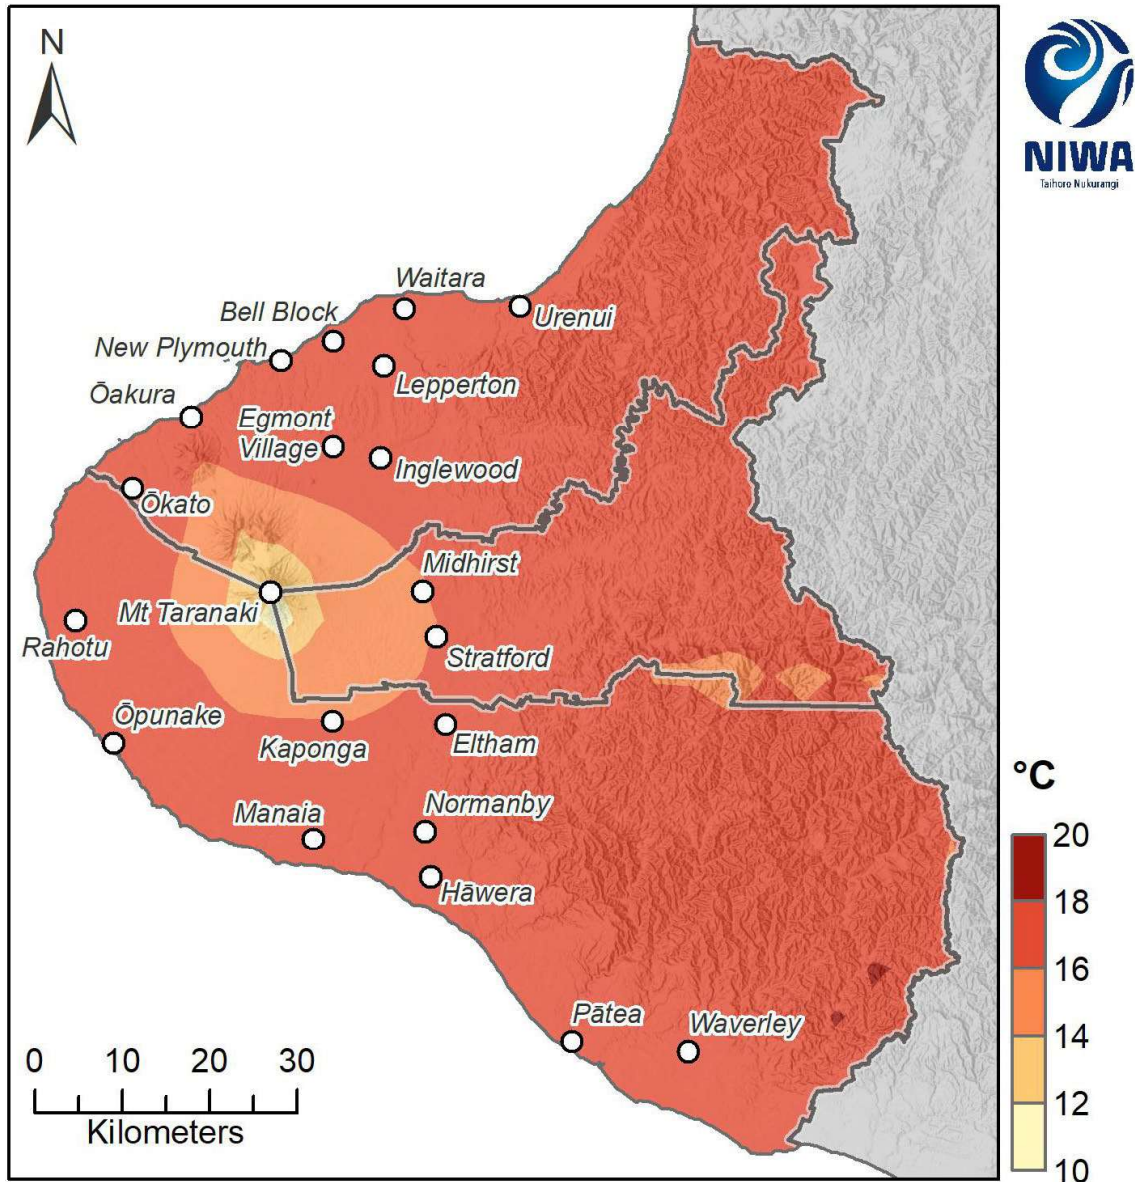 N
NIWA
Taihoro Nukurangi
Waitara
Bell Block
Urenui
New Plymouth
Lepperton
Ōakura
Egmont
Village
Inglewood
Ōkato
Midhirst
Mt Taranaki
Rahotu
Stratford
Ōpunake
Kaponga
Eltham
°C
Manaia
Normanby
20
Hāwera
18
16
Pātea
Waverley
14
0 10 20 30
Kilometers
12
10